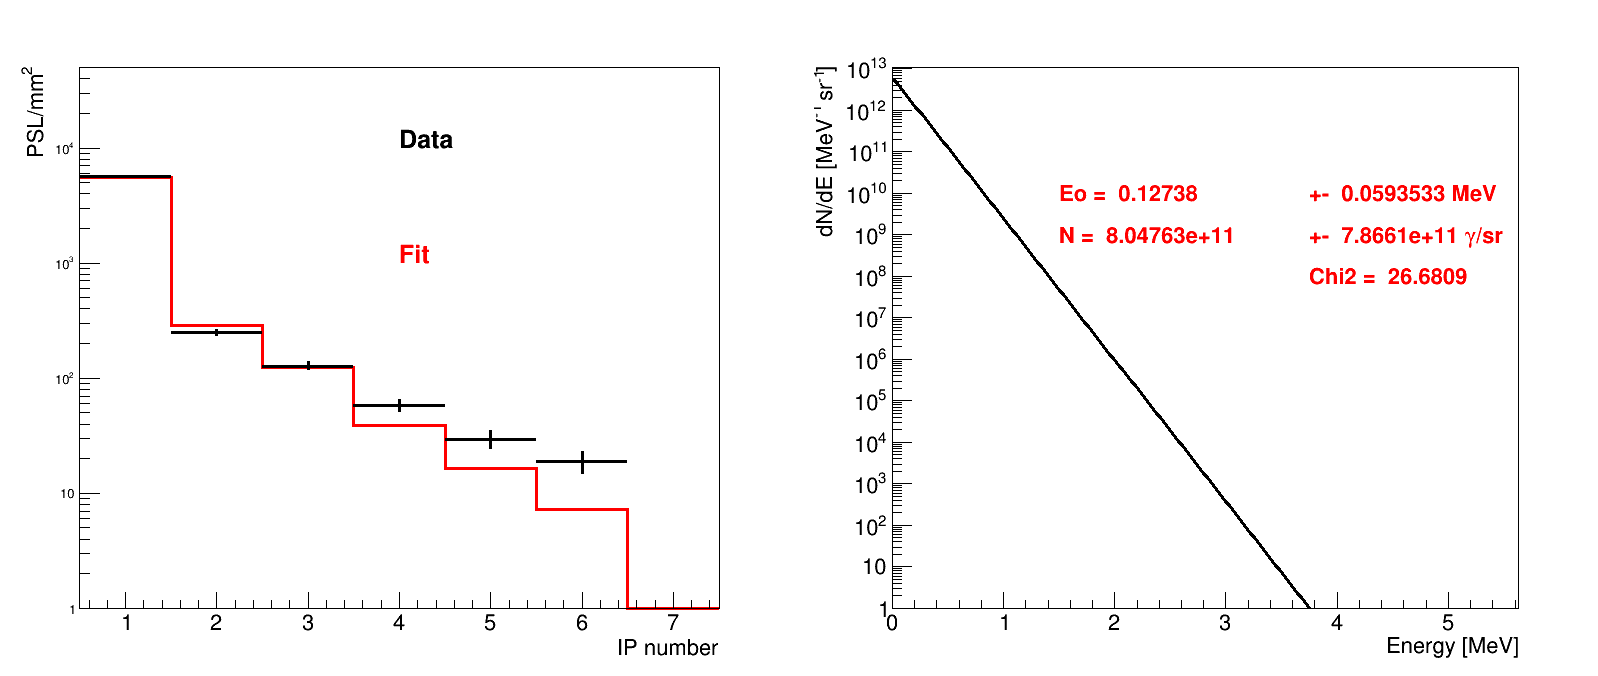 PSL/mm²
10⁴
10³
10²
10
1
Data
Fit
1 2 3 4 5 6 7
IP number
dN/dE [MeV⁻¹ sr⁻¹]
10¹³
10¹²
10¹¹
10¹⁰
10⁹
10⁸
10⁷
10⁶
10⁵
10⁴
10³
10²
10
1
Eo = 0.12738 +- 0.0593533 MeV
N = 8.04763e+11 +- 7.8661e+11 γ/sr
Chi2 = 26.6809
0 1 2 3 4 5
Energy [MeV]